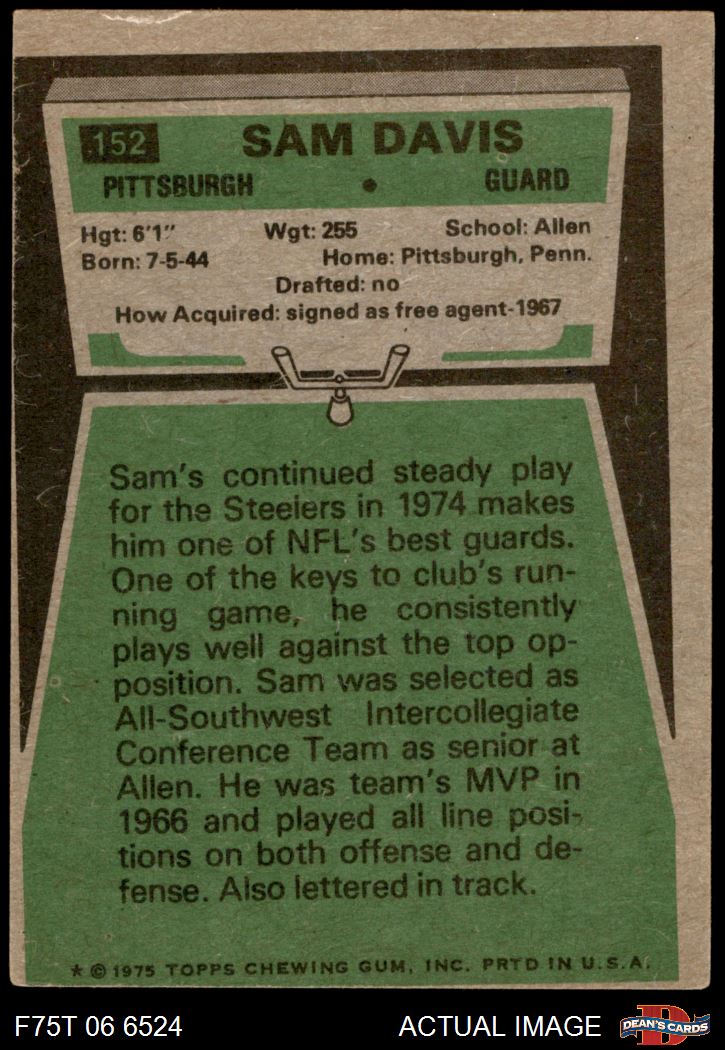 152 SAM DAVIS
PITTSBURGH • GUARD
Hgt: 6'1" Wgt: 255 School: Allen
Born: 7-5-44 Home: Pittsburgh, Penn.
Drafted: no
How Acquired: signed as free agent-1967
Sam's continued steady play
for the Steelers in 1974 makes
him one of NFL's best guards.
One of the keys to club's run-
ning game, he consistently
plays well against the top op-
position. Sam was selected as
All-Southwest Intercollegiate
Conference Team as senior at
Allen. He was team's MVP in
1966 and played all line posi-
tions on both offense and de-
fense. Also lettered in track.
★ © 1975 TOPPS CHEWING GUM, INC. PRTD IN U.S.A.
F75T 06 6524 ACTUAL IMAGE D DEAN'S CARDS